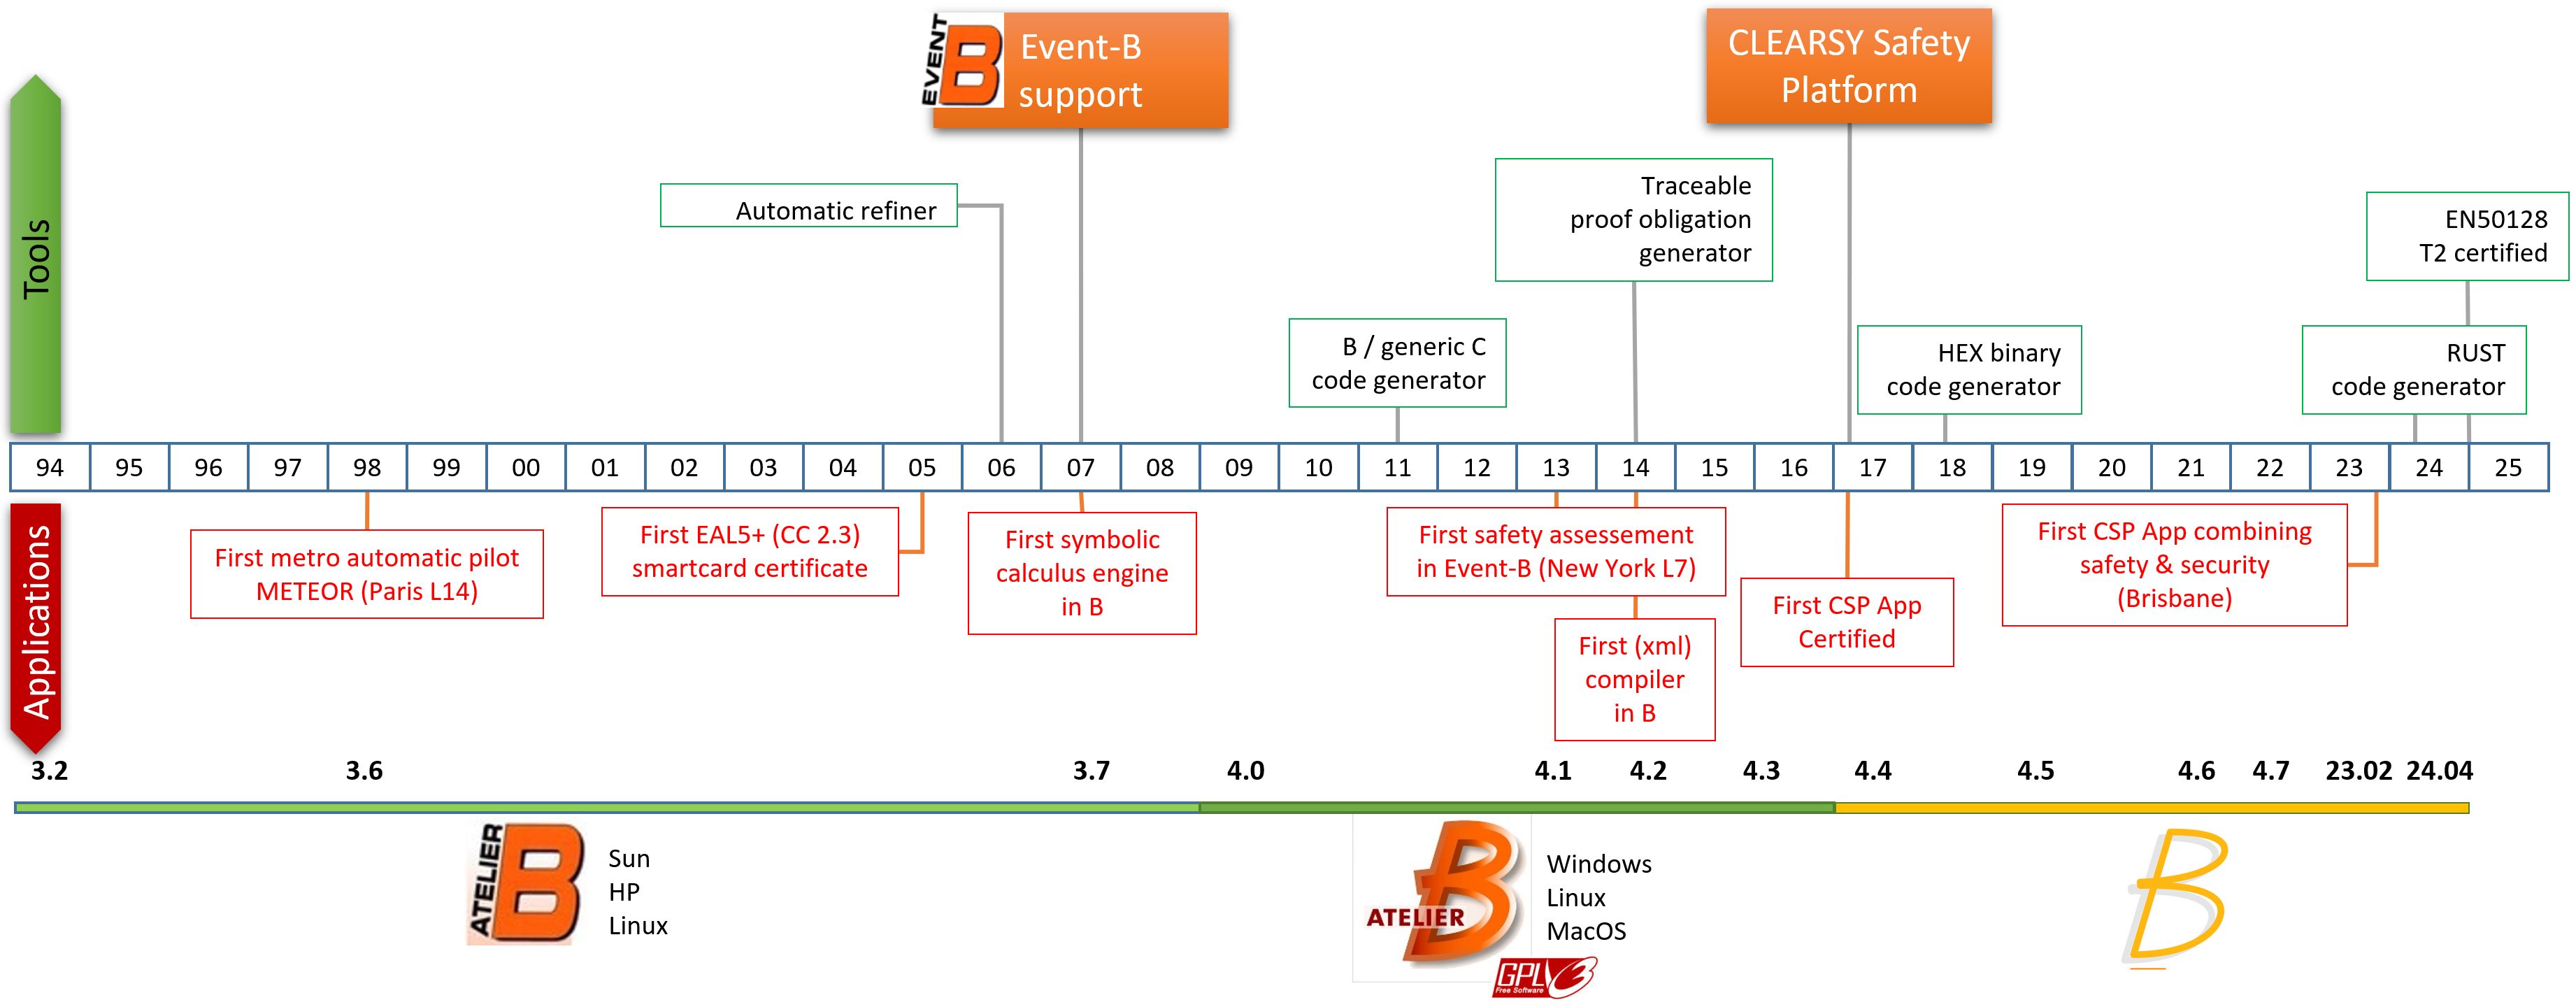 EVENT
B
Event-B
support
CLEARSY Safety
Platform
Tools
Automatic refiner
Traceable
proof obligation
generator
EN50128
T2 certified
B / generic C
code generator
HEX binary
code generator
RUST
code generator
94 95 96 97 98 99 00 01 02 03 04 05 06 07 08 09 10 11 12 13 14 15 16 17 18 19 20 21 22 23 24 25
Applications
First metro automatic pilot
METEOR (Paris L14)
First EAL5+ (CC 2.3)
smartcard certificate
First symbolic
calculus engine
in B
First safety assessement
in Event-B (New York L7)
First (xml)
compiler
in B
First CSP App
Certified
First CSP App combining
safety & security
(Brisbane)
3.2 3.6 3.7 4.0 4.1 4.2 4.3 4.4 4.5 4.6 4.7 23.02 24.04
ATELIER
B
Sun
HP
Linux
B
ATELIER
Windows
Linux
MacOS
GPLv3
Free Software
B